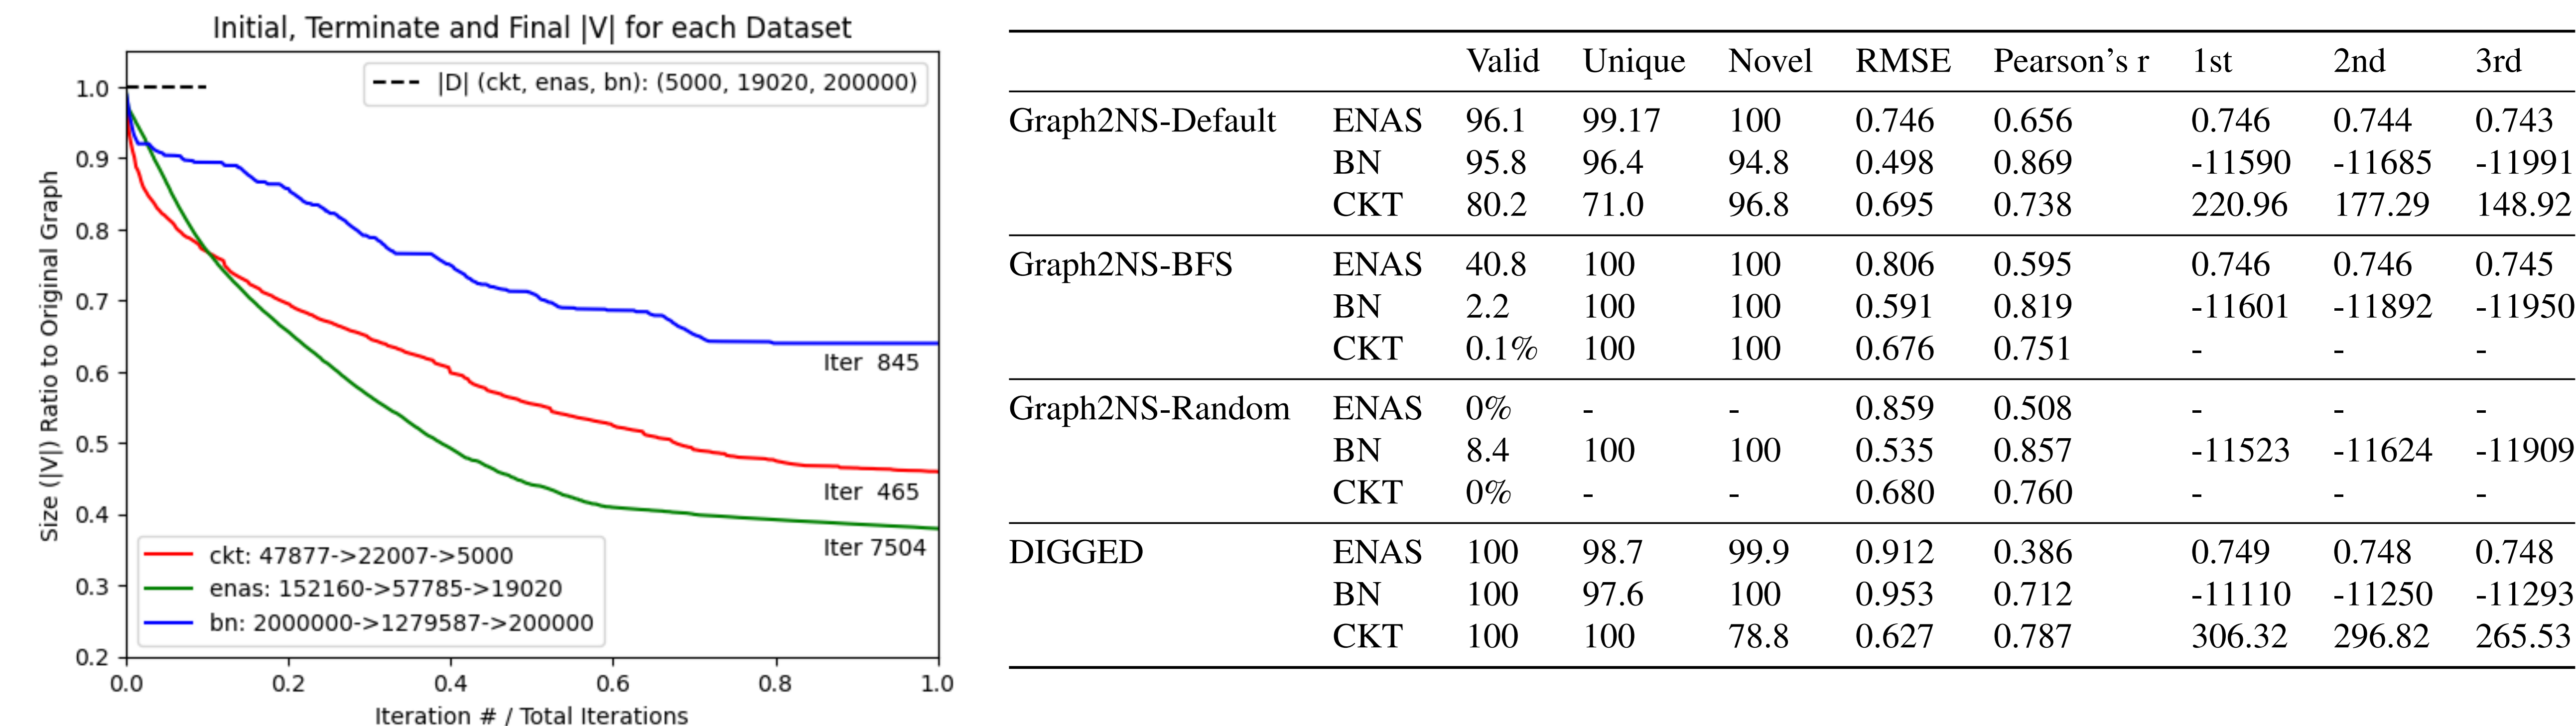 Initial, Terminate and Final |V| for each Dataset
|D| (ckt, enas, bn): (5000, 19020, 200000)
Size (|V|) Ratio to Original Graph
1.0
0.9
0.8
0.7
0.6
0.5
0.4
0.3
0.2
Iter 845
Iter 465
Iter 7504
ckt: 47877->22007->5000
enas: 152160->57785->19020
bn: 2000000->1279587->200000
0.0 0.2 0.4 0.6 0.8 1.0
Iteration # / Total Iterations
Valid Unique Novel RMSE Pearson's r 1st 2nd 3rd
Graph2NS-Default ENAS 96.1 99.17 100 0.746 0.656 0.746 0.744 0.743
BN 95.8 96.4 94.8 0.498 0.869 -11590 -11685 -11991
CKT 80.2 71.0 96.8 0.695 0.738 220.96 177.29 148.92
Graph2NS-BFS ENAS 40.8 100 100 0.806 0.595 0.746 0.746 0.745
BN 2.2 100 100 0.591 0.819 -11601 -11892 -11950
CKT 0.1% 100 100 0.676 0.751 - - -
Graph2NS-Random ENAS 0% - - 0.859 0.508 - - -
BN 8.4 100 100 0.535 0.857 -11523 -11624 -11909
CKT 0% - - 0.680 0.760 - - -
DIGGED ENAS 100 98.7 99.9 0.912 0.386 0.749 0.748 0.748
BN 100 97.6 100 0.953 0.712 -11110 -11250 -11293
CKT 100 100 78.8 0.627 0.787 306.32 296.82 265.53